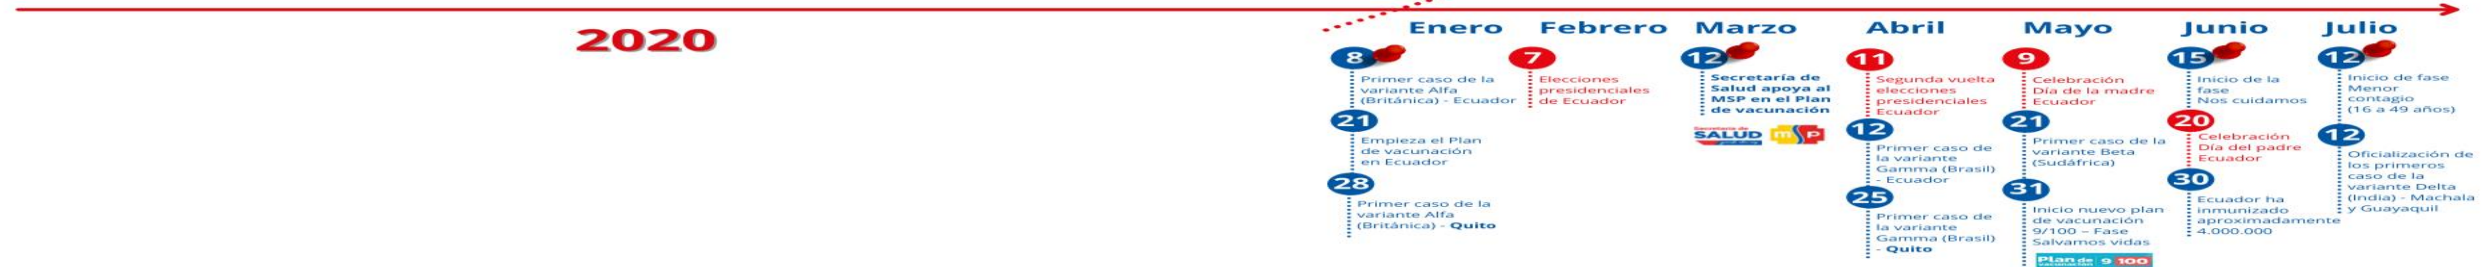 2020
Enero
8
Primer caso de la
variante Alfa
(Británica) - Ecuador
21
Empieza el Plan
de vacunación
en Ecuador
28
Primer caso de la
variante Alfa
(Británica) - Quito
Febrero
7
Elecciones
presidenciales
de Ecuador
Marzo
12
Secretaría de
Salud apoya al
MSP en el Plan
de vacunación
Secretaría de
SALUD
Abril
11
Segunda vuelta
elecciones
presidenciales
Ecuador
12
Primer caso de
la variante
Gamma (Brasil)
- Ecuador
25
Primer caso de
la variante
Gamma (Brasil)
- Quito
Mayo
9
Celebración
Día de la madre
Ecuador
21
Primer caso de la
variante Beta
(Sudáfrica)
31
Inicio nuevo plan
de vacunación
9/100 – Fase
Salvamos vidas
Plan de 9 100
vacunación
Junio
15
Inicio de la
fase
Nos cuidamos
20
Celebración
Día del padre
Ecuador
30
Ecuador ha
inmunizado
aproximadamente
4.000.000
Julio
12
Inicio de fase
Menor
contagio
(16 a 49 años)
12
Oficialización de
los primeros
caso de la
variante Delta
(India) - Machala
y Guayaquil